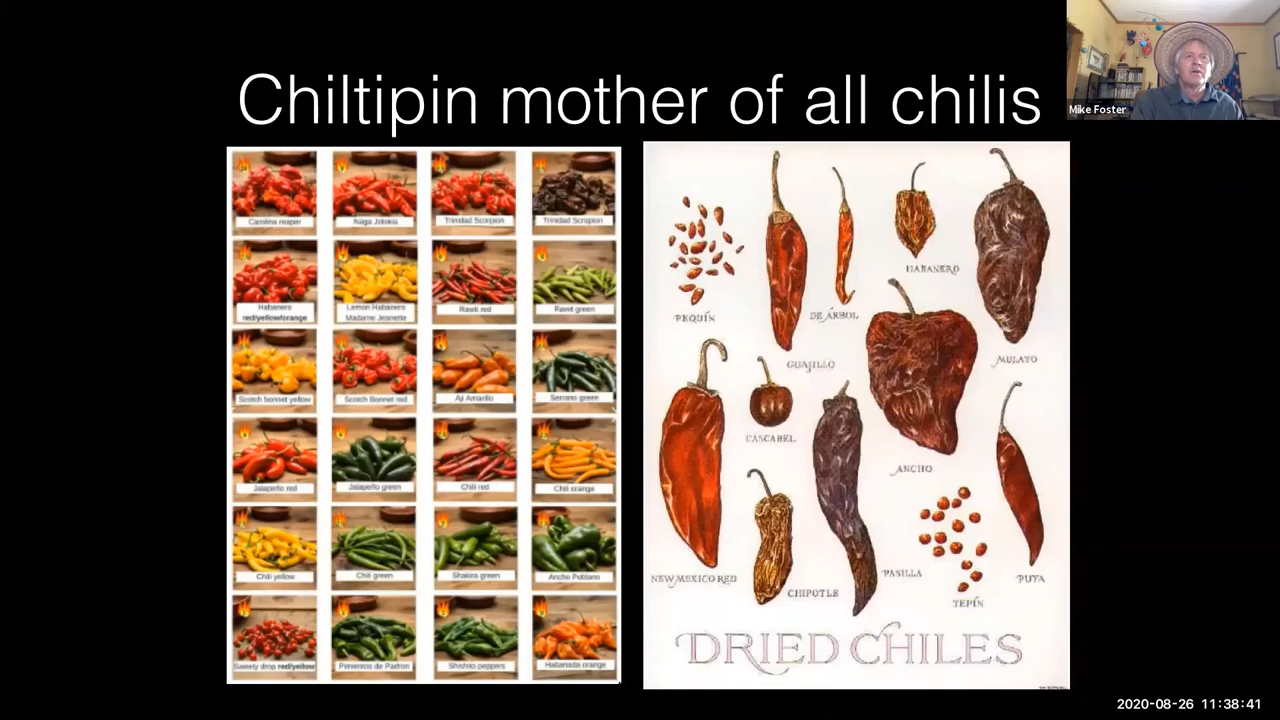 Chiltipin mother of all chilis
Mike Foster
Carolina reaper
Naga Jolokia
Trinidad Scorpion
Trinidad Scropion
Habanero
red/yellow/orange
Lemon Habanero
Madame Jeanette
Rawit red
Rawit green
Scotch bonnet yellow
Scotch Bonnet red
Aji Amarillo
Serrano green
Jalapeño red
Jalapeño green
Chili red
Chili orange
Chili yellow
Chili green
Shakira green
Ancho Poblano
Sweety drop red/yellow
Pimientos de Padron
Shishito peppers
Habanada orange
PEQUÍN
GUAJILLO
DE ÁRBOL
HABANERO
MULATO
CASCABEL
ANCHO
NEW MEXICO RED
CHIPOTLE
PASILLA
TEPÍN
PUYA
DRIED CHILES
2020-08-26 11:38:41